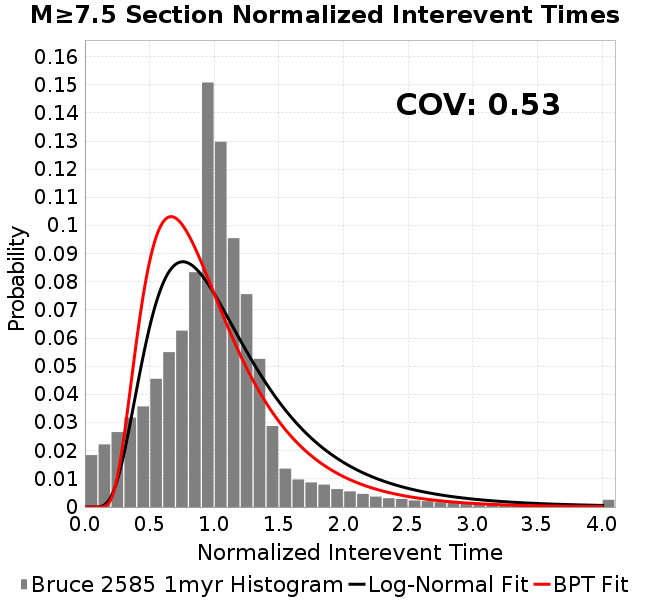 M≥7.5 Section Normalized Interevent Times
COV: 0.53
Probability
0.16
0.15
0.14
0.13
0.12
0.11
0.1
0.09
0.08
0.07
0.06
0.05
0.04
0.03
0.02
0.01
0
0.0 0.5 1.0 1.5 2.0 2.5 3.0 3.5 4.0
Normalized Interevent Time
Bruce 2585 1myr Histogram Log-Normal Fit BPT Fit